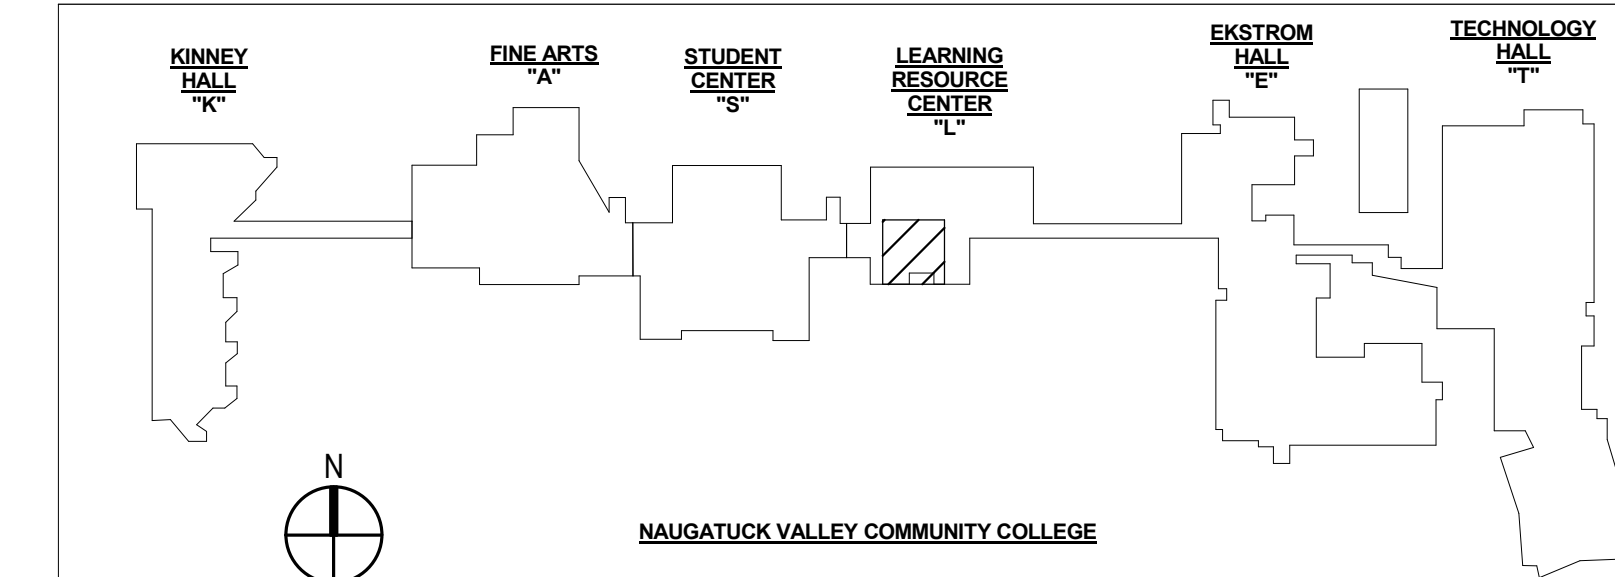 KINNEY
HALL
"K"
FINE ARTS
"A"
STUDENT
CENTER
"S"
LEARNING
RESOURCE
CENTER
"L"
EKSTROM
HALL
"E"
TECHNOLOGY
HALL
"T"
N
NAUGATUCK VALLEY COMMUNITY COLLEGE